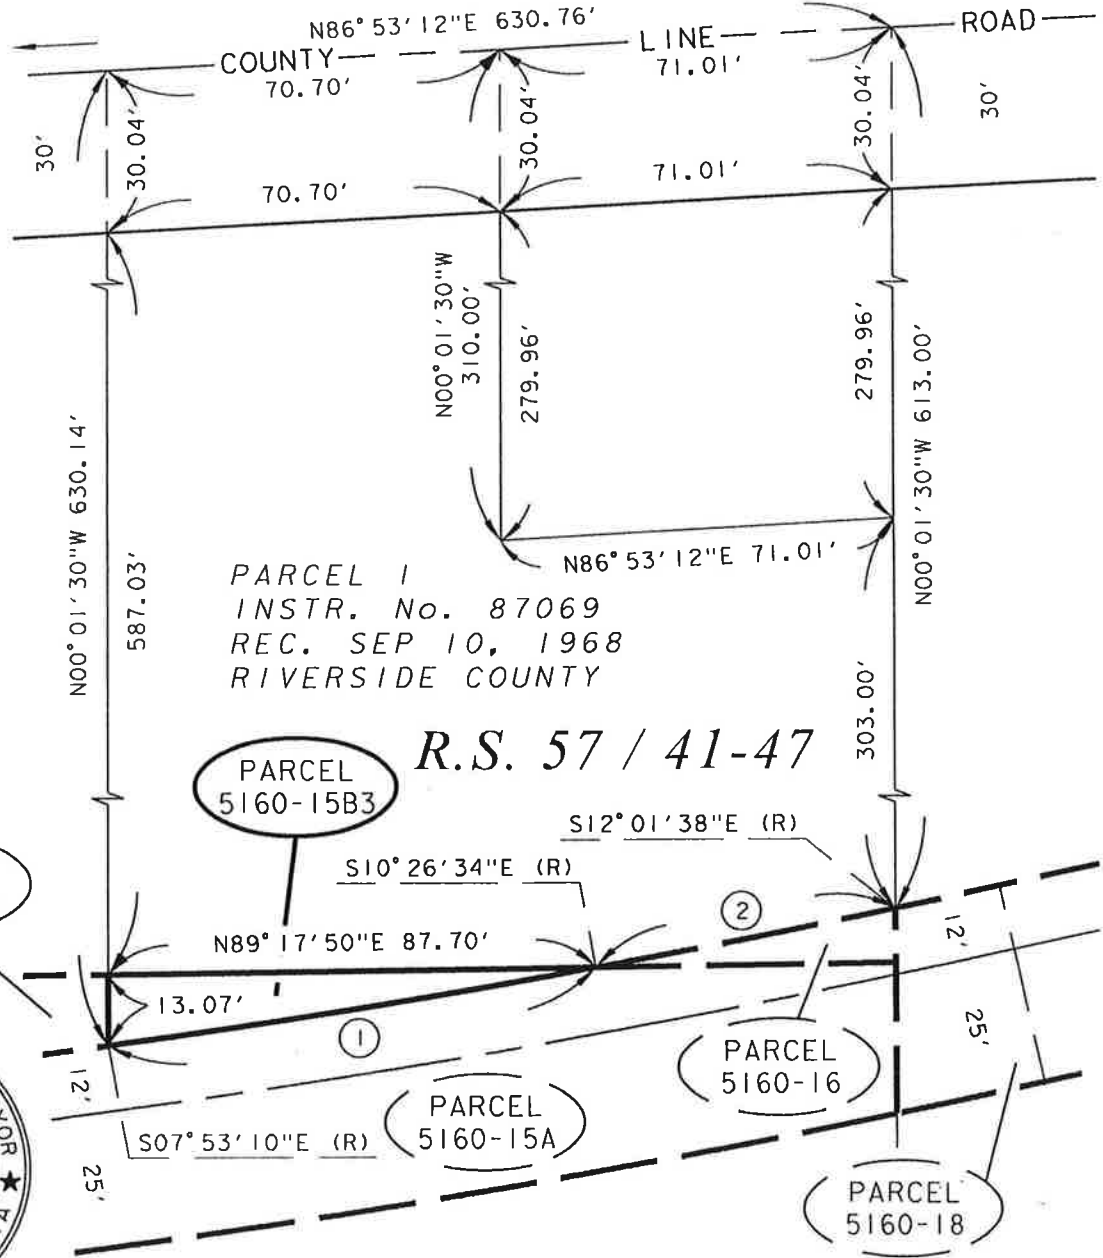 N86°53'12"E 630.76'
COUNTY
LINE
ROAD
70.70'
71.01'
30'
30.04'
30.04'
30.04'
30'
70.70'
71.01'
N00°01'30"W
310.00'
279.96'
279.96'
N00°01'30"W 613.00'
N00°01'30"W 630.14'
587.03'
N86°53'12"E 71.01'
PARCEL 1
INSTR. No. 87069
REC. SEP 10, 1968
RIVERSIDE COUNTY
303.00'
R.S. 57 / 41-47
PARCEL
5160-15B3
S12°01'38"E (R)
S10°26'34"E (R)
2
N89°17'50"E 87.70'
12'
13.07'
1
25'
12'
PARCEL
5160-16
PARCEL
5160-15A
S07°53'10"E (R)
25'
YOR ★
PARCEL
5160-18